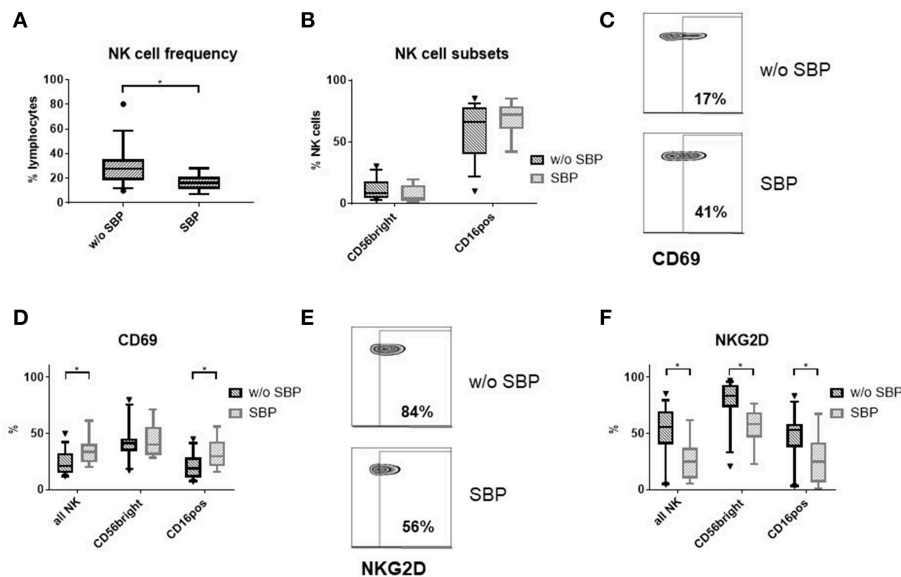 A
NK cell frequency
*
% lymphocytes
100
80
60
40
20
0
w/o SBP
SBP
B
NK cell subsets
% NK cells
100
50
0
CD56bright
CD16pos
w/o SBP
SBP
C
17%
w/o SBP
41%
SBP
CD69
D
CD69
%
100
50
0
*
*
all NK
CD56bright
CD16pos
w/o SBP
SBP
E
84%
w/o SBP
56%
SBP
NKG2D
F
NKG2D
%
100
50
0
*
*
*
all NK
CD56bright
CD16pos
w/o SBP
SBP